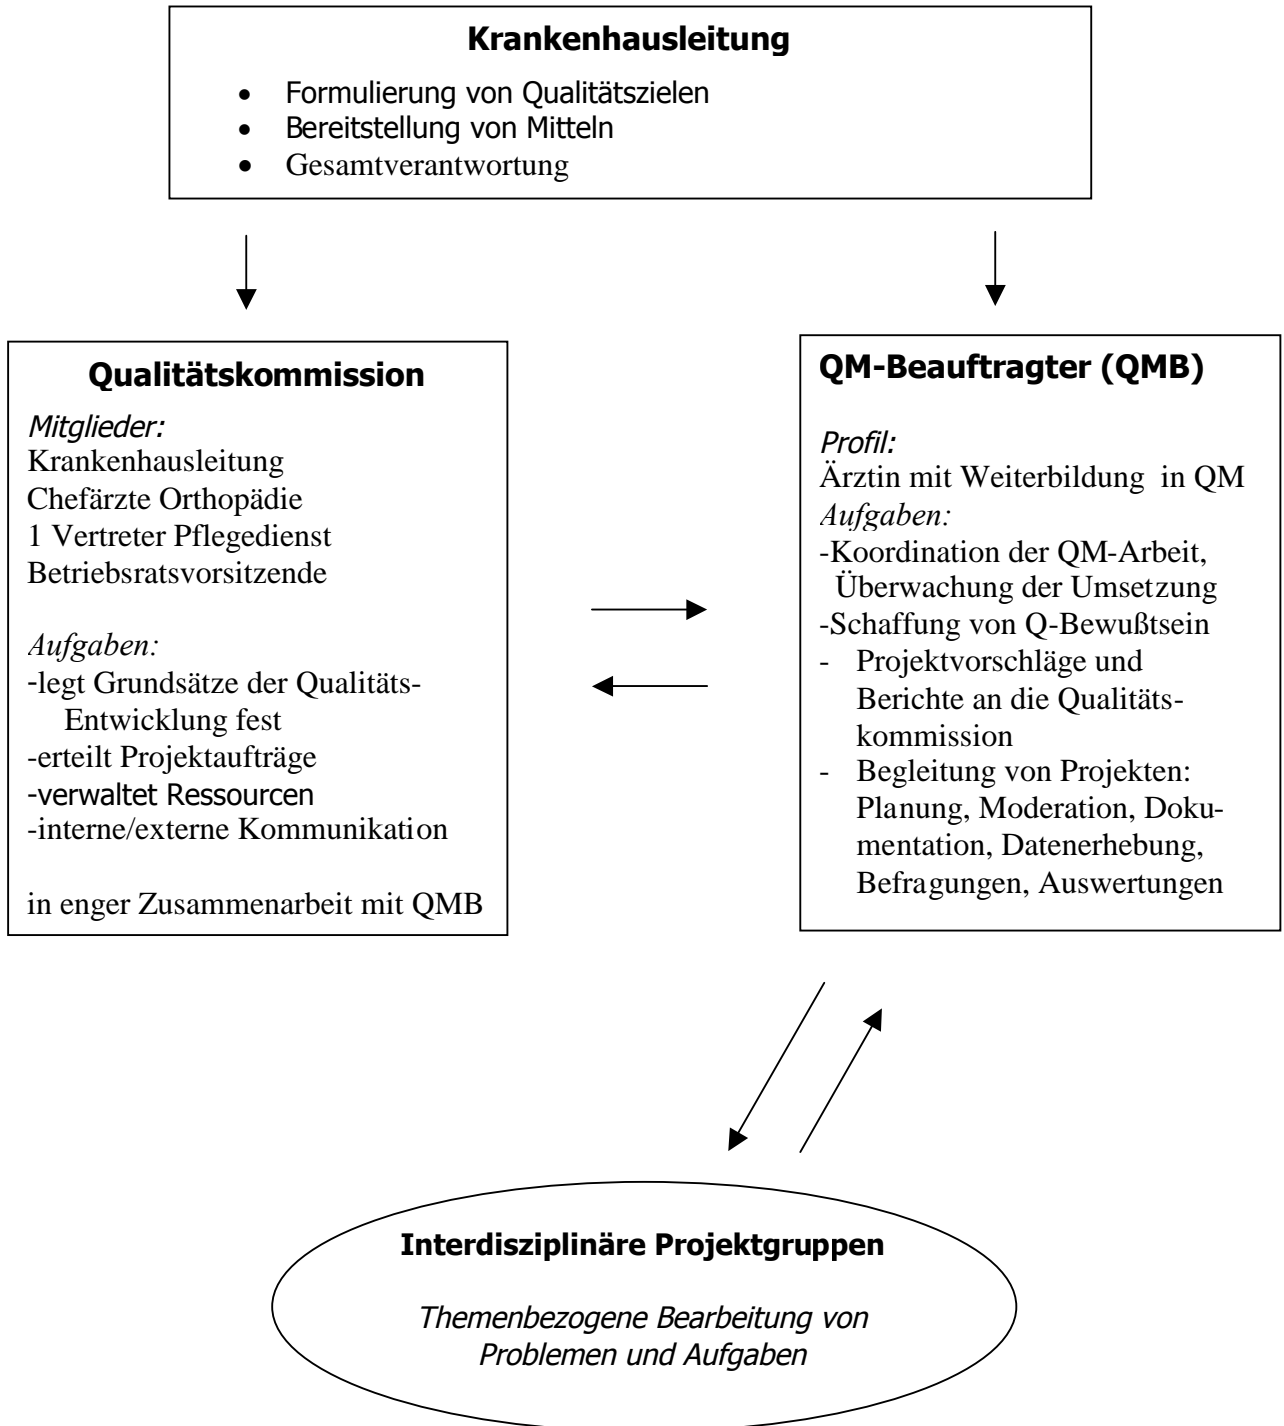 Krankenhausleitung
• Formulierung von Qualitätszielen
• Bereitstellung von Mitteln
• Gesamtverantwortung
Qualitätskommission
Mitglieder:
Krankenhausleitung
Chefärzte Orthopädie
1 Vertreter Pflegedienst
Betriebsratsvorsitzende
Aufgaben:
-legt Grundsätze der Qualitäts-
Entwicklung fest
-erteilt Projektaufträge
-verwaltet Ressourcen
-interne/externe Kommunikation
in enger Zusammenarbeit mit QMB
QM-Beauftragter (QMB)
Profil:
Ärztin mit Weiterbildung in QM
Aufgaben:
-Koordination der QM-Arbeit,
Überwachung der Umsetzung
-Schaffung von Q-Bewußtsein
- Projektvorschläge und
Berichte an die Qualitäts-
kommission
- Begleitung von Projekten:
Planung, Moderation, Doku-
mentation, Datenerhebung,
Befragungen, Auswertungen
Interdisziplinäre Projektgruppen
Themenbezogene Bearbeitung von
Problemen und Aufgaben